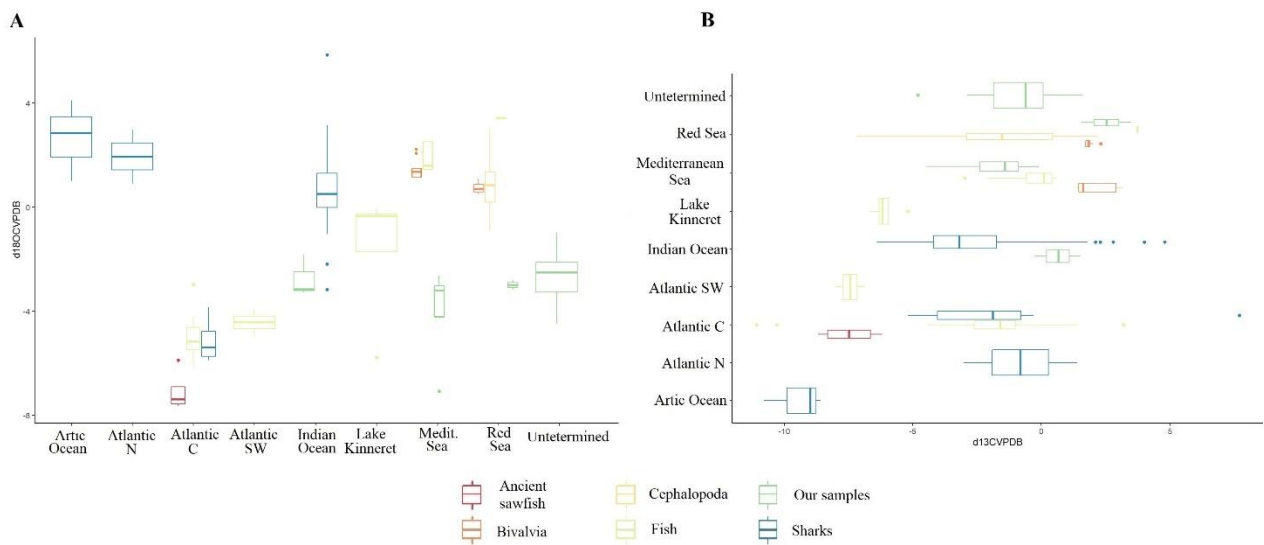 A
B
d18OCVPDB
4
0
-4
-8
Artic
Ocean
Atlantic
N
Atlantic
C
Atlantic
SW
Indian
Ocean
Lake
Kinneret
Medit.
Sea
Red
Sea
Untetermined
Untetermined
Red Sea
Mediterranean
Sea
Lake
Kinneret
Indian Ocean
Atlantic SW
Atlantic C
Atlantic N
Artic Ocean
-10
-5
0
5
d13CVPDB
Ancient
sawfish
Cephalopoda
Our samples
Bivalvia
Fish
Sharks